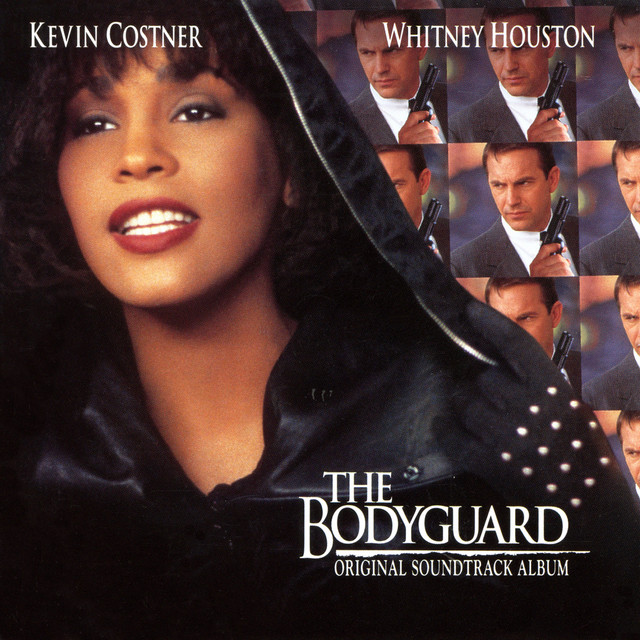 KEVIN COSTNER
WHITNEY HOUSTON
THE
BODYGUARD
ORIGINAL SOUNDTRACK ALBUM